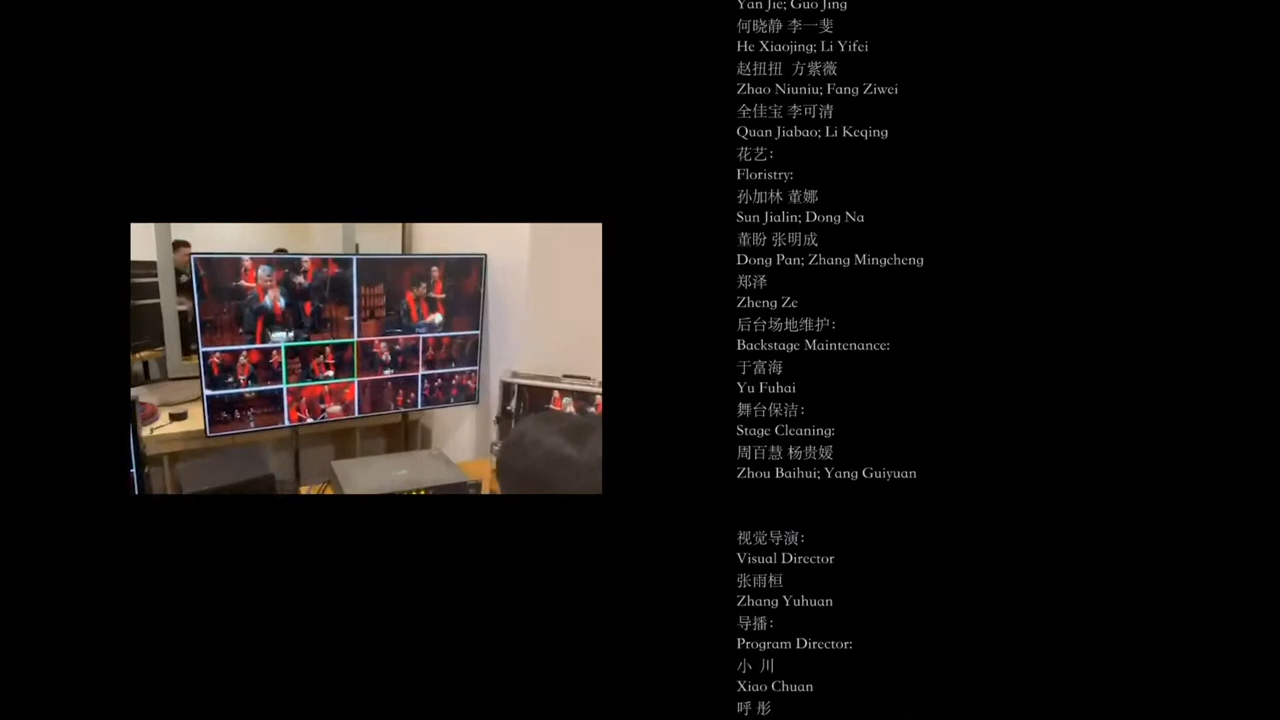 Yan Jie; Guo Jing
何晓静 李一斐
He Xiaojing; Li Yifei
赵扭扭 方紫薇
Zhao Niuniu; Fang Ziwei
全佳宝 李可清
Quan Jiabao; Li Keqing
花艺:
Floristry:
孙加林 董娜
Sun Jialin; Dong Na
董盼 张明成
Dong Pan; Zhang Mingcheng
郑泽
Zheng Ze
后台场地维护:
Backstage Maintenance:
于富海
Yu Fuhai
舞台保洁:
Stage Cleaning:
周百慧 杨贵媛
Zhou Baihui; Yang Guiyuan
视觉导演:
Visual Director
张雨桓
Zhang Yuhuan
导播:
Program Director:
小 川
Xiao Chuan
呼 彤